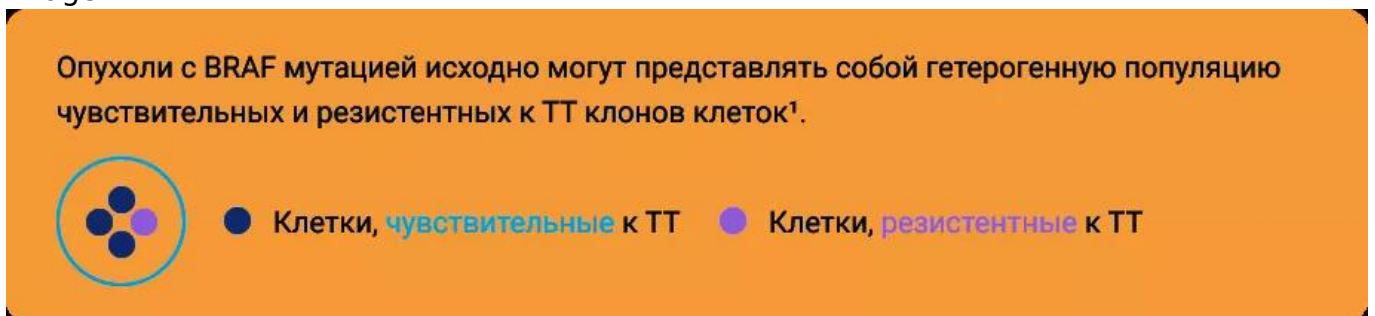 Опухоли с BRAF мутацией исходно могут представлять собой гетерогенную популяцию
чувствительных и резистентных к ТТ клонов клеток¹.
Клетки, чувствительные к ТТ Клетки, резистентные к ТТ